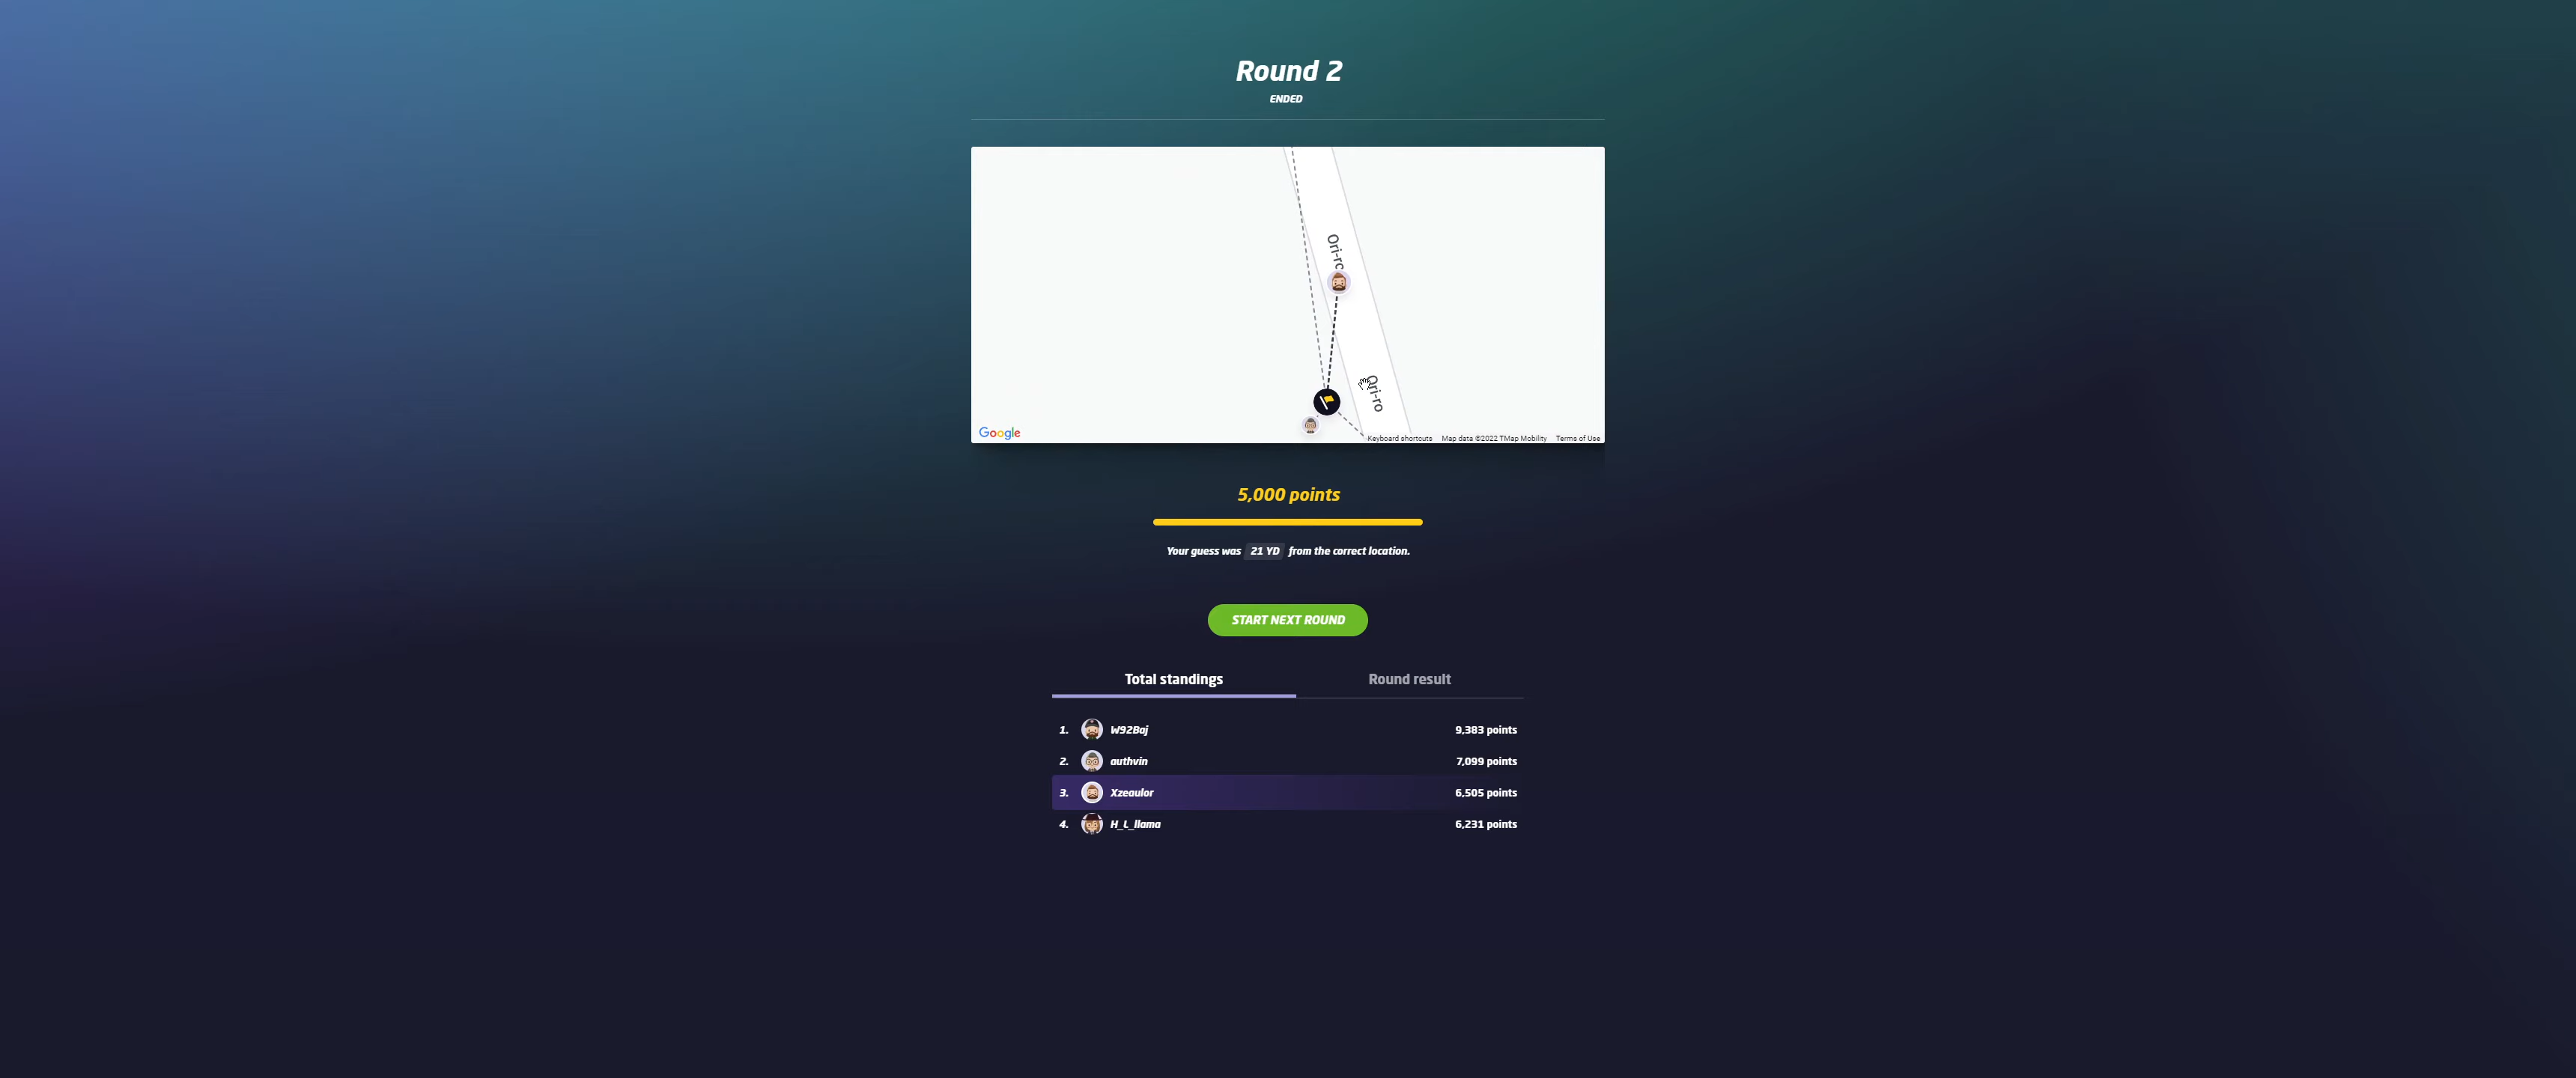 Round 2
ENDED
Ori-ro
Ori-ro
Google
Keyboard shortcuts Map data ©2022 TMap Mobility Terms of Use
5,000 points
Your guess was 21 YD from the correct location.
START NEXT ROUND
Total standings Round result
1. W92Baj 9,383 points
2. authvin 7,099 points
3. Xzeaulor 6,505 points
4. H_L_llama 6,231 points